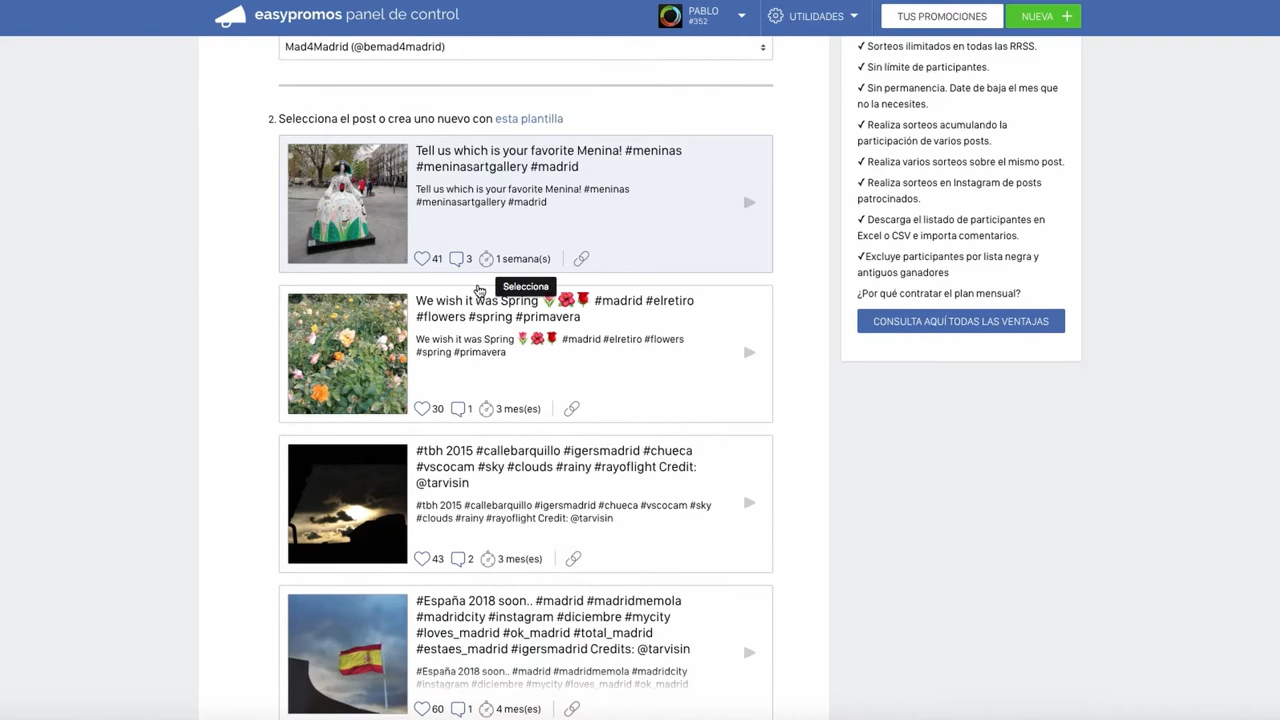 easypromos panel de control
PABLO
#352
UTILIDADES
TUS PROMOCIONES
NUEVA +
Mad4Madrid (@bemad4madrid)
2. Selecciona el post o crea uno nuevo con esta plantilla
Tell us which is your favorite Menina! #meninas
#meninasartgallery #madrid
Tell us which is your favorite Menina! #meninas
#meninasartgallery #madrid
41 3 1 semana(s)
Selecciona
We wish it was Spring 🌷🌺🌹 #madrid #elretiro
#flowers #spring #primavera
We wish it was Spring 🌷🌺🌹 #madrid #elretiro #flowers
#spring #primavera
30 1 3 mes(es)
#tbh 2015 #callebarquillo #igersmadrid #chueca
#vscocam #sky #clouds #rainy #rayoflight Credit:
@tarvisin
#tbh 2015 #callebarquillo #igersmadrid #chueca #vscocam #sky
#clouds #rainy #rayoflight Credit: @tarvisin
43 2 3 mes(es)
#España 2018 soon.. #madrid #madridmemola
#madridcity #instagram #diciembre #mycity
#loves_madrid #ok_madrid #total_madrid
#estaes_madrid #igersmadrid Credits: @tarvisin
#España 2018 soon.. #madrid #madridmemola #madridcity
#instagram #diciembre #mycity #loves_madrid #ok_madrid
60 1 4 mes(es)
✓ Sorteos ilimitados en todas las RRSS.
✓ Sin límite de participantes.
✓ Sin permanencia. Date de baja el mes que
no la necesites.
✓ Realiza sorteos acumulando la
participación de varios posts.
✓ Realiza varios sorteos sobre el mismo post.
✓ Realiza sorteos en Instagram de posts
patrocinados.
✓ Descarga el listado de participantes en
Excel o CSV e importa comentarios.
✓Excluye participantes por lista negra y
antiguos ganadores
¿Por qué contratar el plan mensual?
CONSULTA AQUÍ TODAS LAS VENTAJAS